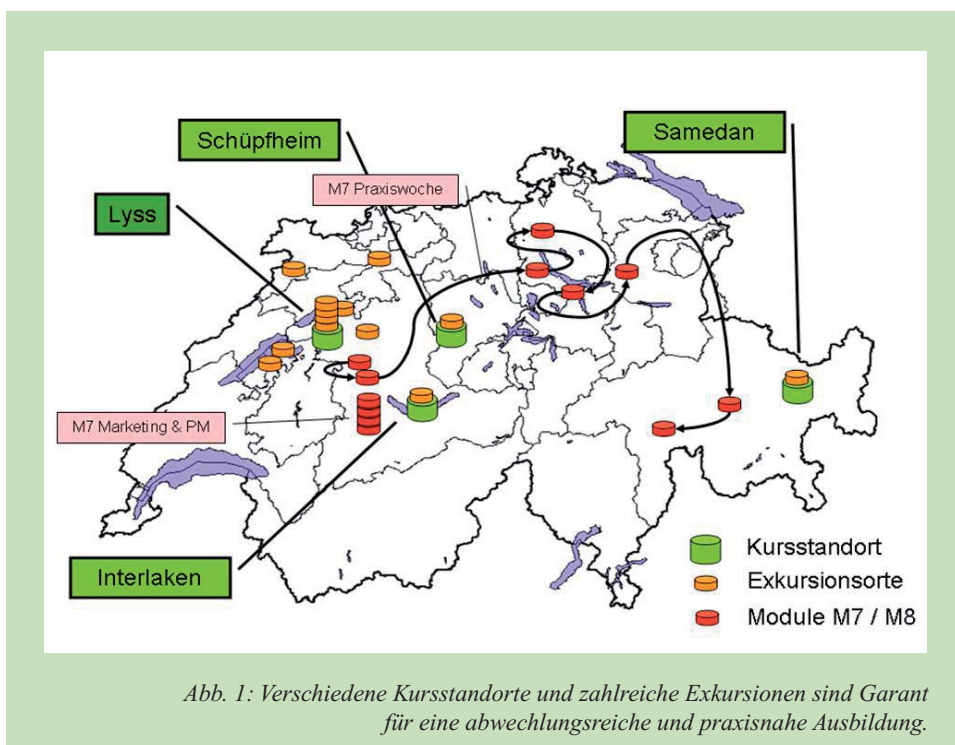 Schüpfheim
Samedan
M7 Praxiswoche
Lyss
M7 Marketing & PM
Interlaken
Kursstandort
Exkursionsorte
Module M7 / M8
Abb. 1: Verschiedene Kursstandorte und zahlreiche Exkursionen sind Garant
für eine abwechlungsreiche und praxisnahe Ausbildung.